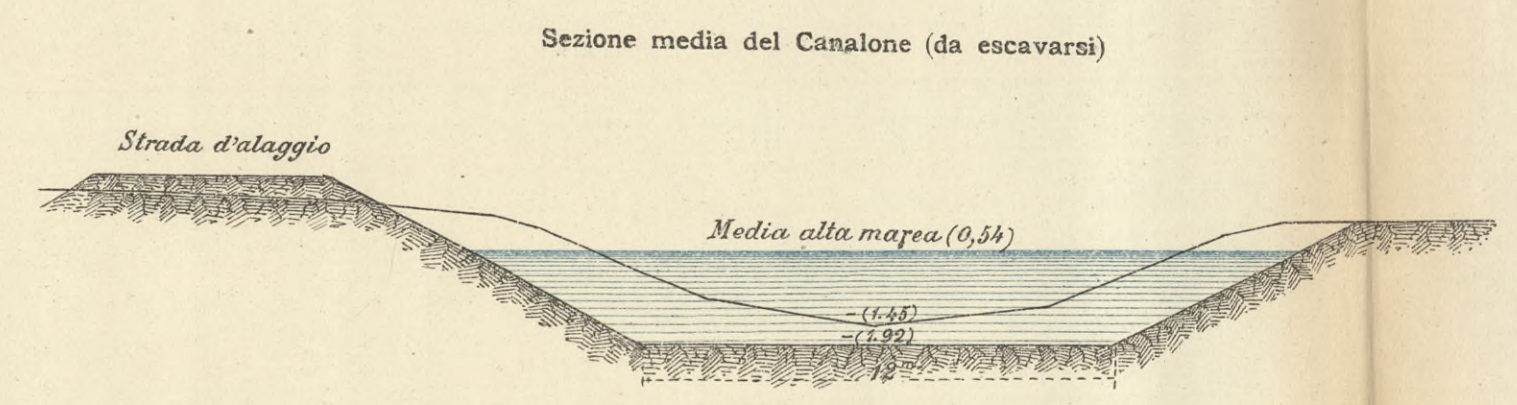 Sezione media del Canalone (da escavarsi)
Strada d'alaggio
Media alta marea (0,54)
-(1.45)
-(1.92)
12m